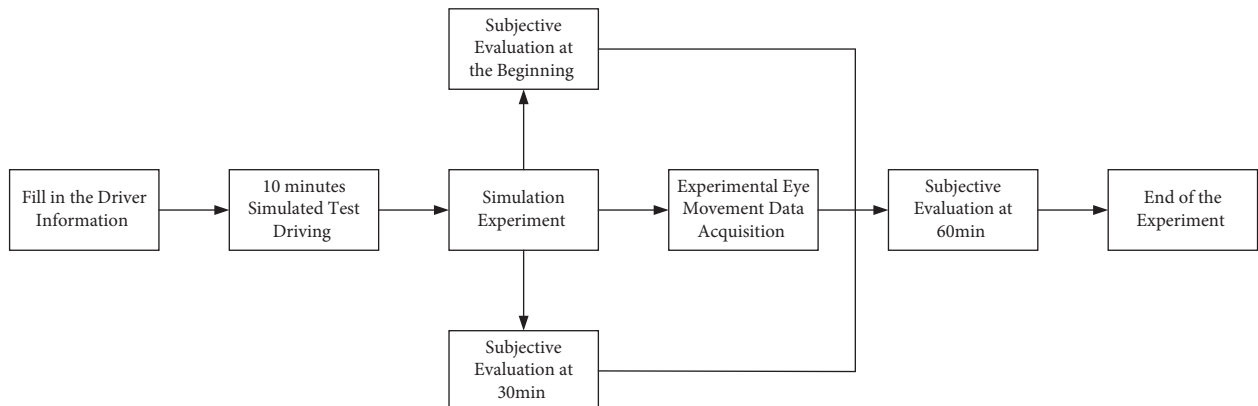 Subjective
Evaluation at
the Beginning
Fill in the Driver
Information
10 minutes
Simulated Test
Driving
Simulation
Experiment
Experimental Eye
Movement Data
Acquisition
Subjective
Evaluation at
60min
End of the
Experiment
Subjective
Evaluation at
30min